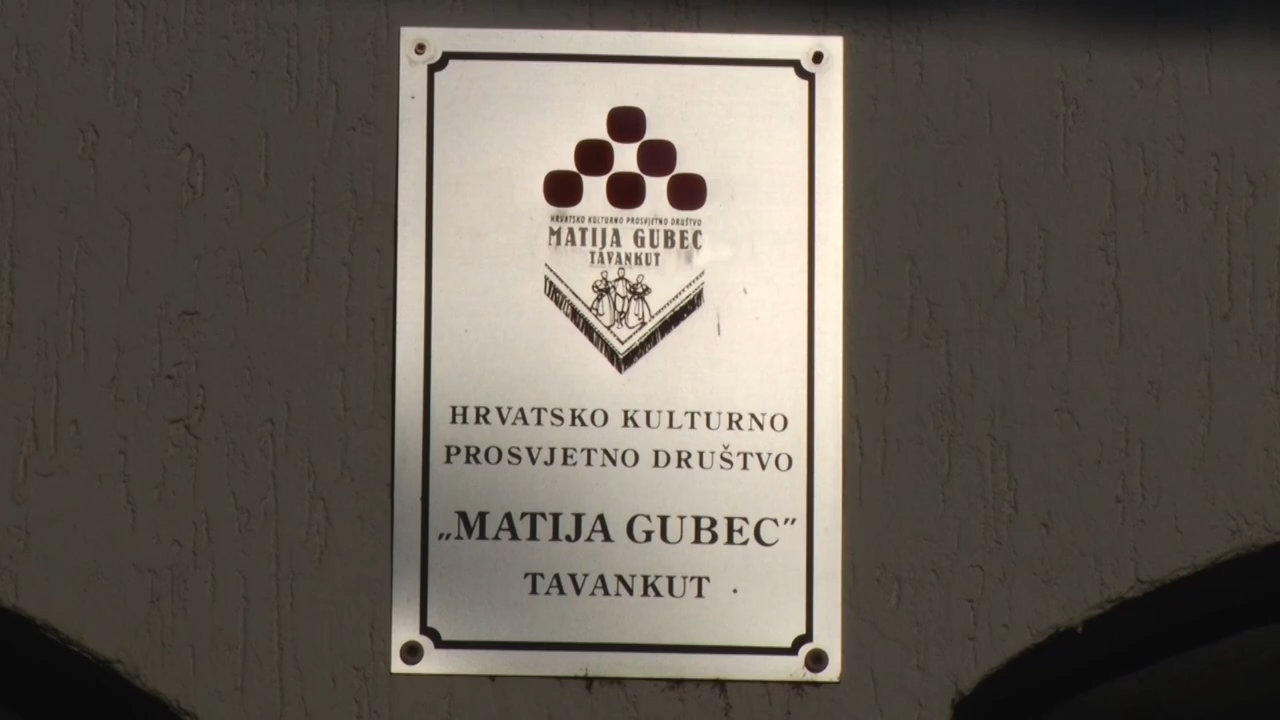 HRVATSKO KULTURNO PROSVJETNO DRUŠTVO
MATIJA GUBEC
TAVANKUT
HRVATSKO KULTURNO
PROSVJETNO DRUŠTVO
„MATIJA GUBEC”
TAVANKUT